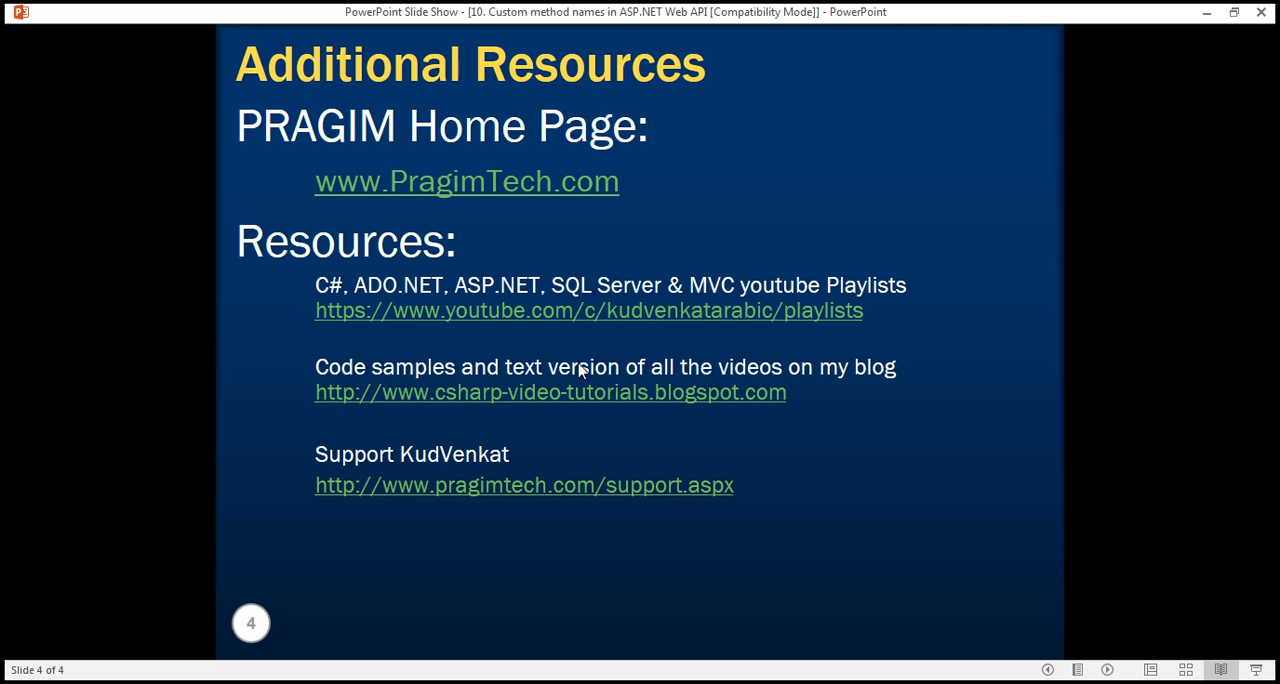 PowerPoint Slide Show - [10. Custom method names in ASP.NET Web API [Compatibility Mode]] - PowerPoint
Additional Resources
PRAGIM Home Page:
www.PragimTech.com
Resources:
C#, ADO.NET, ASP.NET, SQL Server & MVC youtube Playlists
https://www.youtube.com/c/kudvenkatarabic/playlists
Code samples and text version of all the videos on my blog
http://www.csharp-video-tutorials.blogspot.com
Support KudVenkat
http://www.pragimtech.com/support.aspx
4
Slide 4 of 4